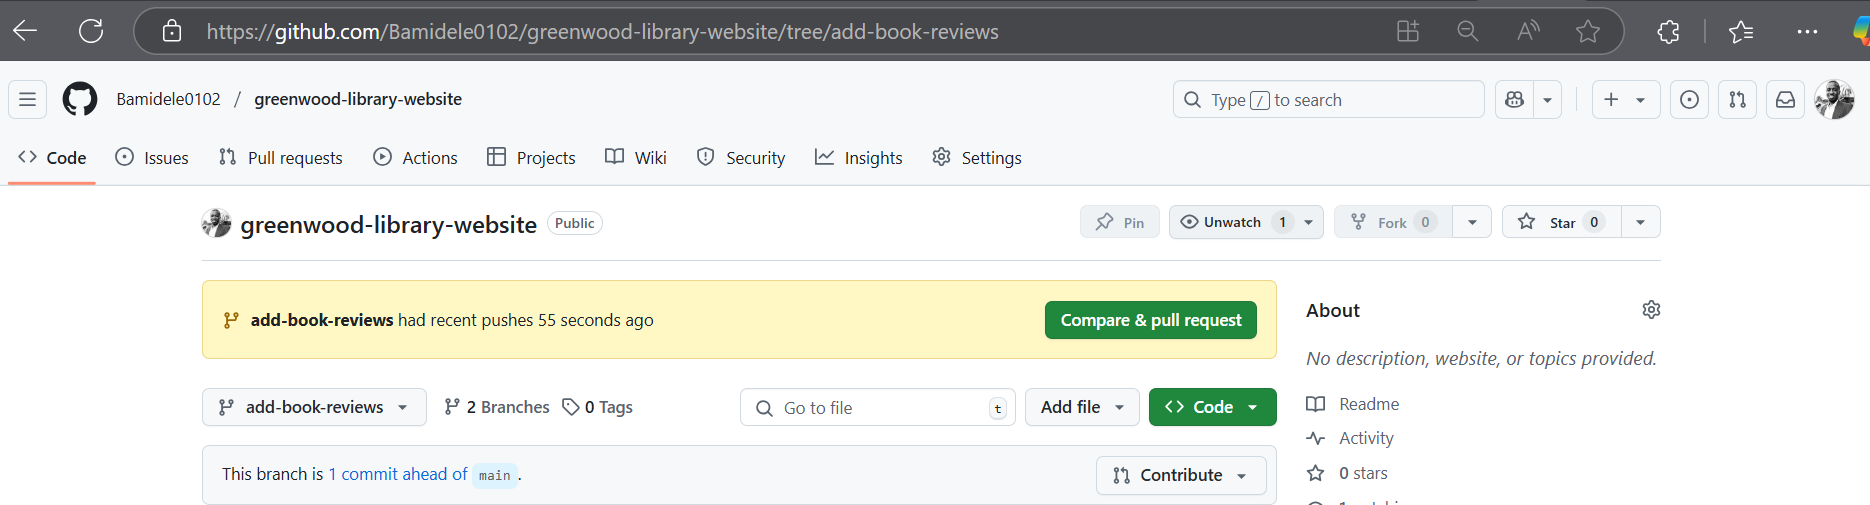 https://github.com/Bamidele0102/greenwood-library-website/tree/add-book-reviews
Bamidele0102 / greenwood-library-website
Type / to search
Code Issues Pull requests Actions Projects Wiki Security Insights Settings
greenwood-library-website Public
Pin Unwatch 1 Fork 0 Star 0
add-book-reviews had recent pushes 55 seconds ago
Compare & pull request
About
No description, website, or topics provided.
add-book-reviews 2 Branches 0 Tags
Go to file t
Add file
Code
Readme
Activity
0 stars
This branch is 1 commit ahead of main.
Contribute